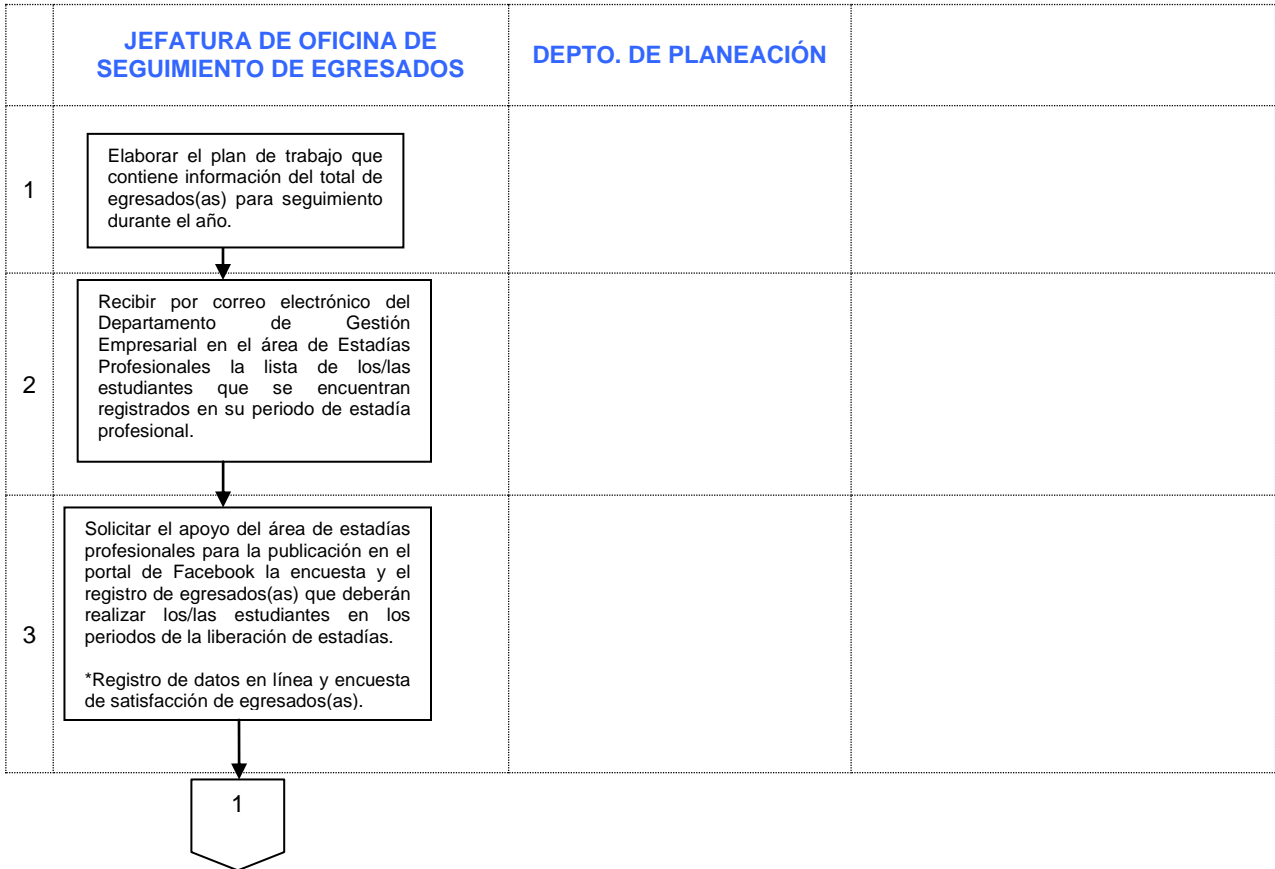 JEFATURA DE OFICINA DE
SEGUIMIENTO DE EGRESADOS
DEPTO. DE PLANEACIÓN
1
Elaborar el plan de trabajo que
contiene información del total de
egresados(as) para seguimiento
durante el año.
2
Recibir por correo electrónico del
Departamento de Gestión
Empresarial en el área de Estadías
Profesionales la lista de los/las
estudiantes que se encuentran
registrados en su periodo de estadía
profesional.
3
Solicitar el apoyo del área de estadías
profesionales para la publicación en el
portal de Facebook la encuesta y el
registro de egresados(as) que deberán
realizar los/las estudiantes en los
periodos de la liberación de estadías.
*Registro de datos en línea y encuesta
de satisfacción de egresados(as).
1